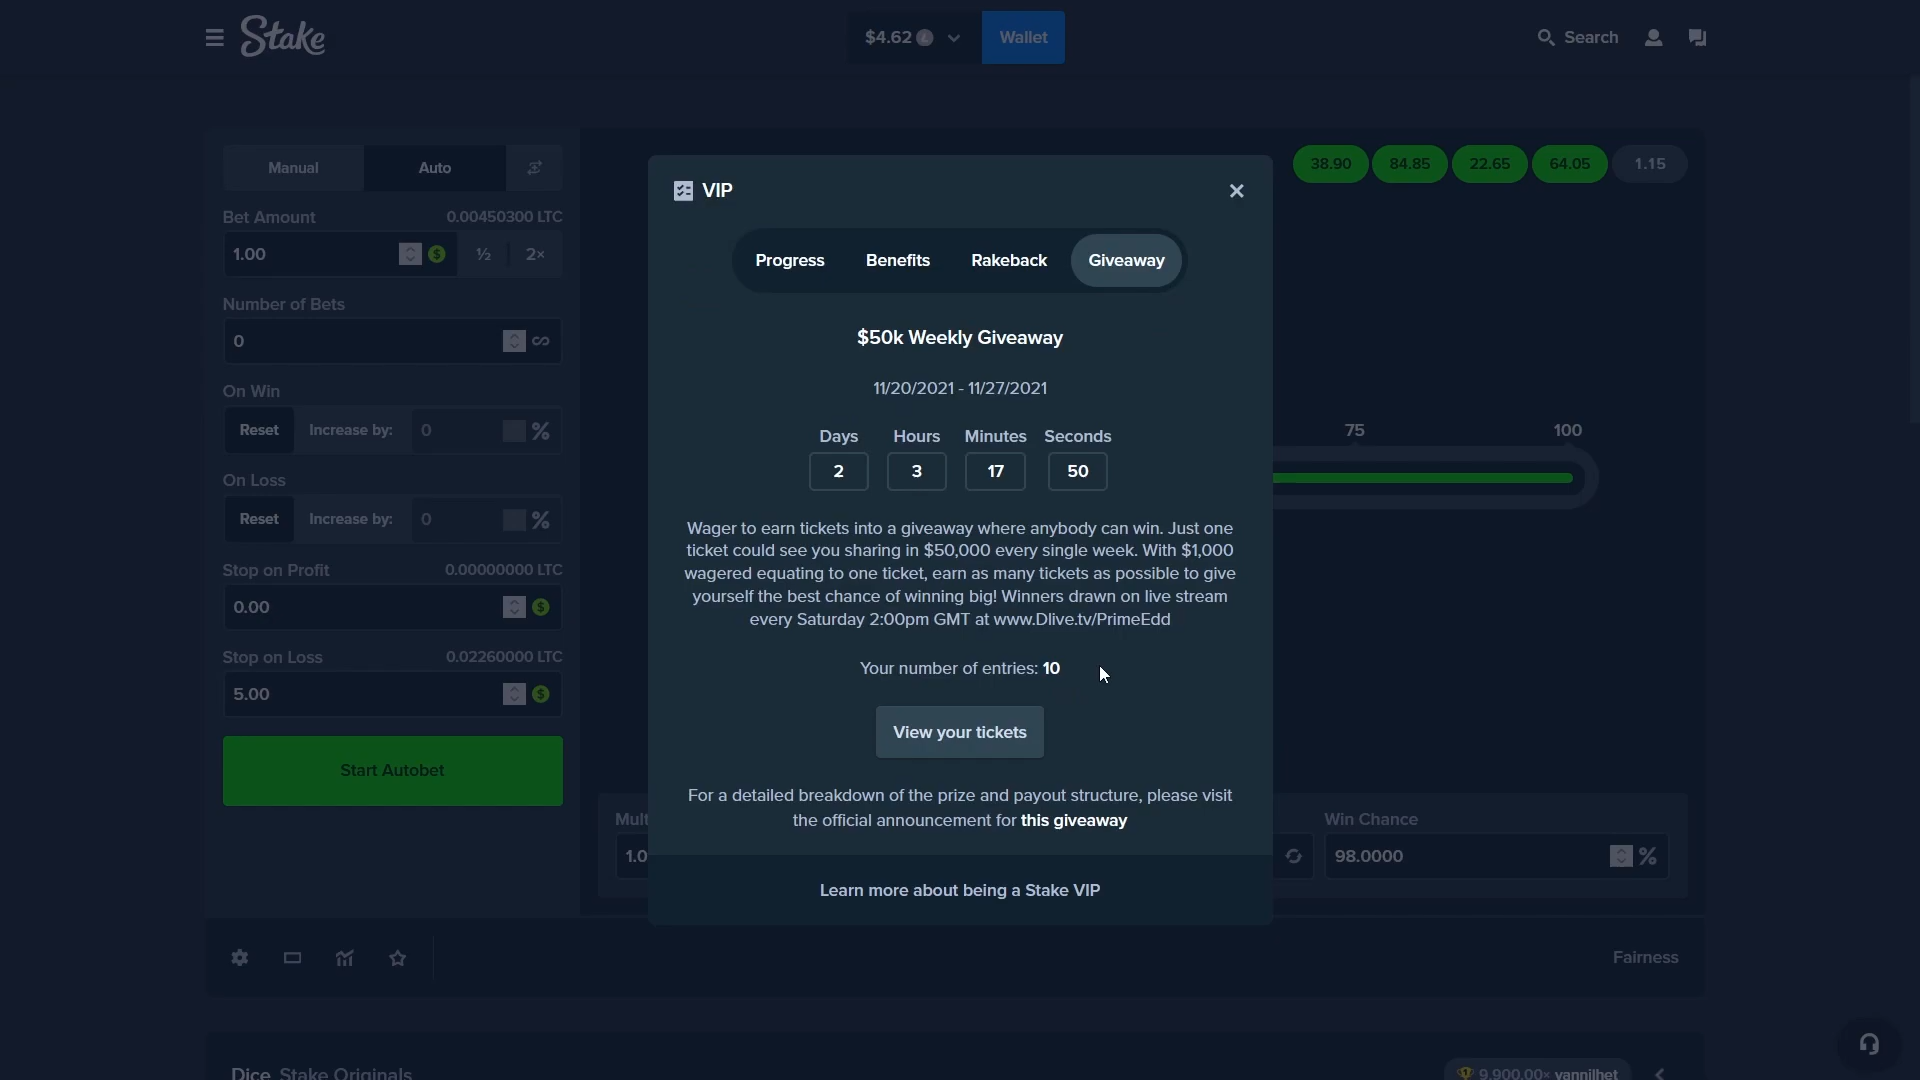 Stake
$4.62
Wallet
Search
Manual
Auto
38.90
84.85
22.65
64.05
1.15
Bet Amount
0.00450300 LTC
1.00
½
2×
Number of Bets
0
On Win
Reset
Increase by:
0
%
On Loss
Reset
Increase by:
0
%
Stop on Profit
0.00000000 LTC
0.00
Stop on Loss
0.02260000 LTC
5.00
Start Autobet
VIP
Progress
Benefits
Rakeback
Giveaway
$50k Weekly Giveaway
11/20/2021 - 11/27/2021
Days
Hours
Minutes
Seconds
2
3
17
50
Wager to earn tickets into a giveaway where anybody can win. Just one
ticket could see you sharing in $50,000 every single week. With $1,000
wagered equating to one ticket, earn as many tickets as possible to give
yourself the best chance of winning big! Winners drawn on live stream
every Saturday 2:00pm GMT at www.Dlive.tv/PrimeEdd
Your number of entries: 10
View your tickets
For a detailed breakdown of the prize and payout structure, please visit
the official announcement for this giveaway
Learn more about being a Stake VIP
75
100
Mult
1.0
Win Chance
98.0000
%
Fairness
Dice Stake Originals
9,900.00× vannilhet